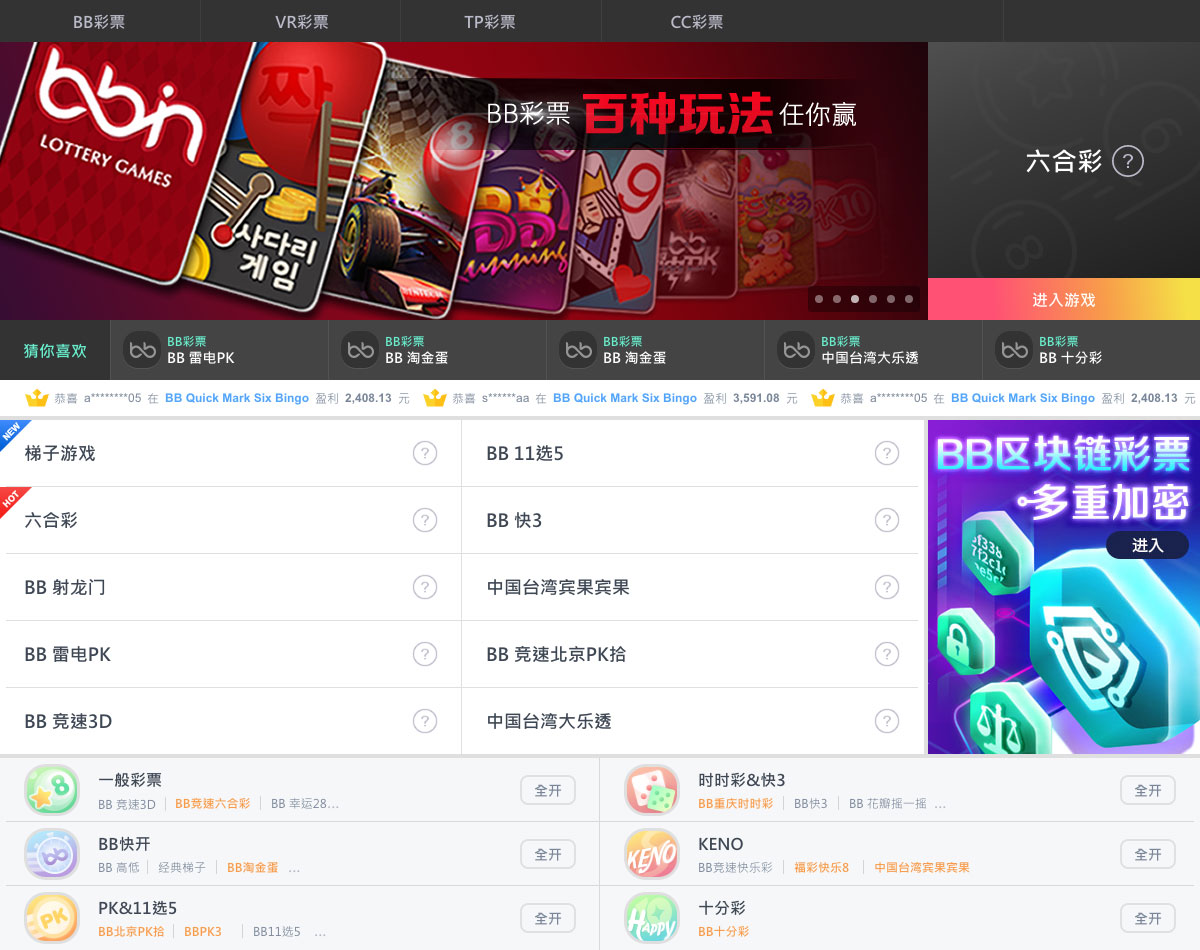 BB彩票 VR彩票 TP彩票 CC彩票
bbin
LOTTERY GAMES
짜
사다리
게임
8
BB彩票 百种玩法 任你赢
9
六合彩 ?
进入游戏
猜你喜欢
BB彩票
BB 雷电PK
BB彩票
BB 淘金蛋
BB彩票
BB 淘金蛋
BB彩票
中国台湾大乐透
BB彩票
BB 十分彩
恭喜 a********05 在 BB Quick Mark Six Bingo 盈利 2,408.13 元
恭喜 s******aa 在 BB Quick Mark Six Bingo 盈利 3,591.08 元
恭喜 a********05 在 BB Quick Mark Six Bingo 盈利 2,408.13 元
NEW
梯子游戏 ?
BB 11选5 ?
HOT
六合彩 ?
BB 快3 ?
BB 射龙门 ?
中国台湾宾果宾果 ?
BB 雷电PK ?
BB 竞速北京PK拾 ?
BB 竞速3D ?
中国台湾大乐透 ?
BB区块链彩票
多重加密
进入
一般彩票
BB 竞速3D BB竞速六合彩 BB 幸运28...
全开
时时彩&快3
BB重庆时时彩 BB快3 BB 花瓣摇一摇 ...
全开
BB快开
BB 高低 经典梯子 BB淘金蛋 ...
全开
KENO
KENO
BB竞速快乐彩 福彩快乐8 中国台湾宾果宾果
全开
PK
PK&11选5
BB北京PK拾 BBPK3 BB11选5 ...
全开
HAPPY
十分彩
BB十分彩
全开